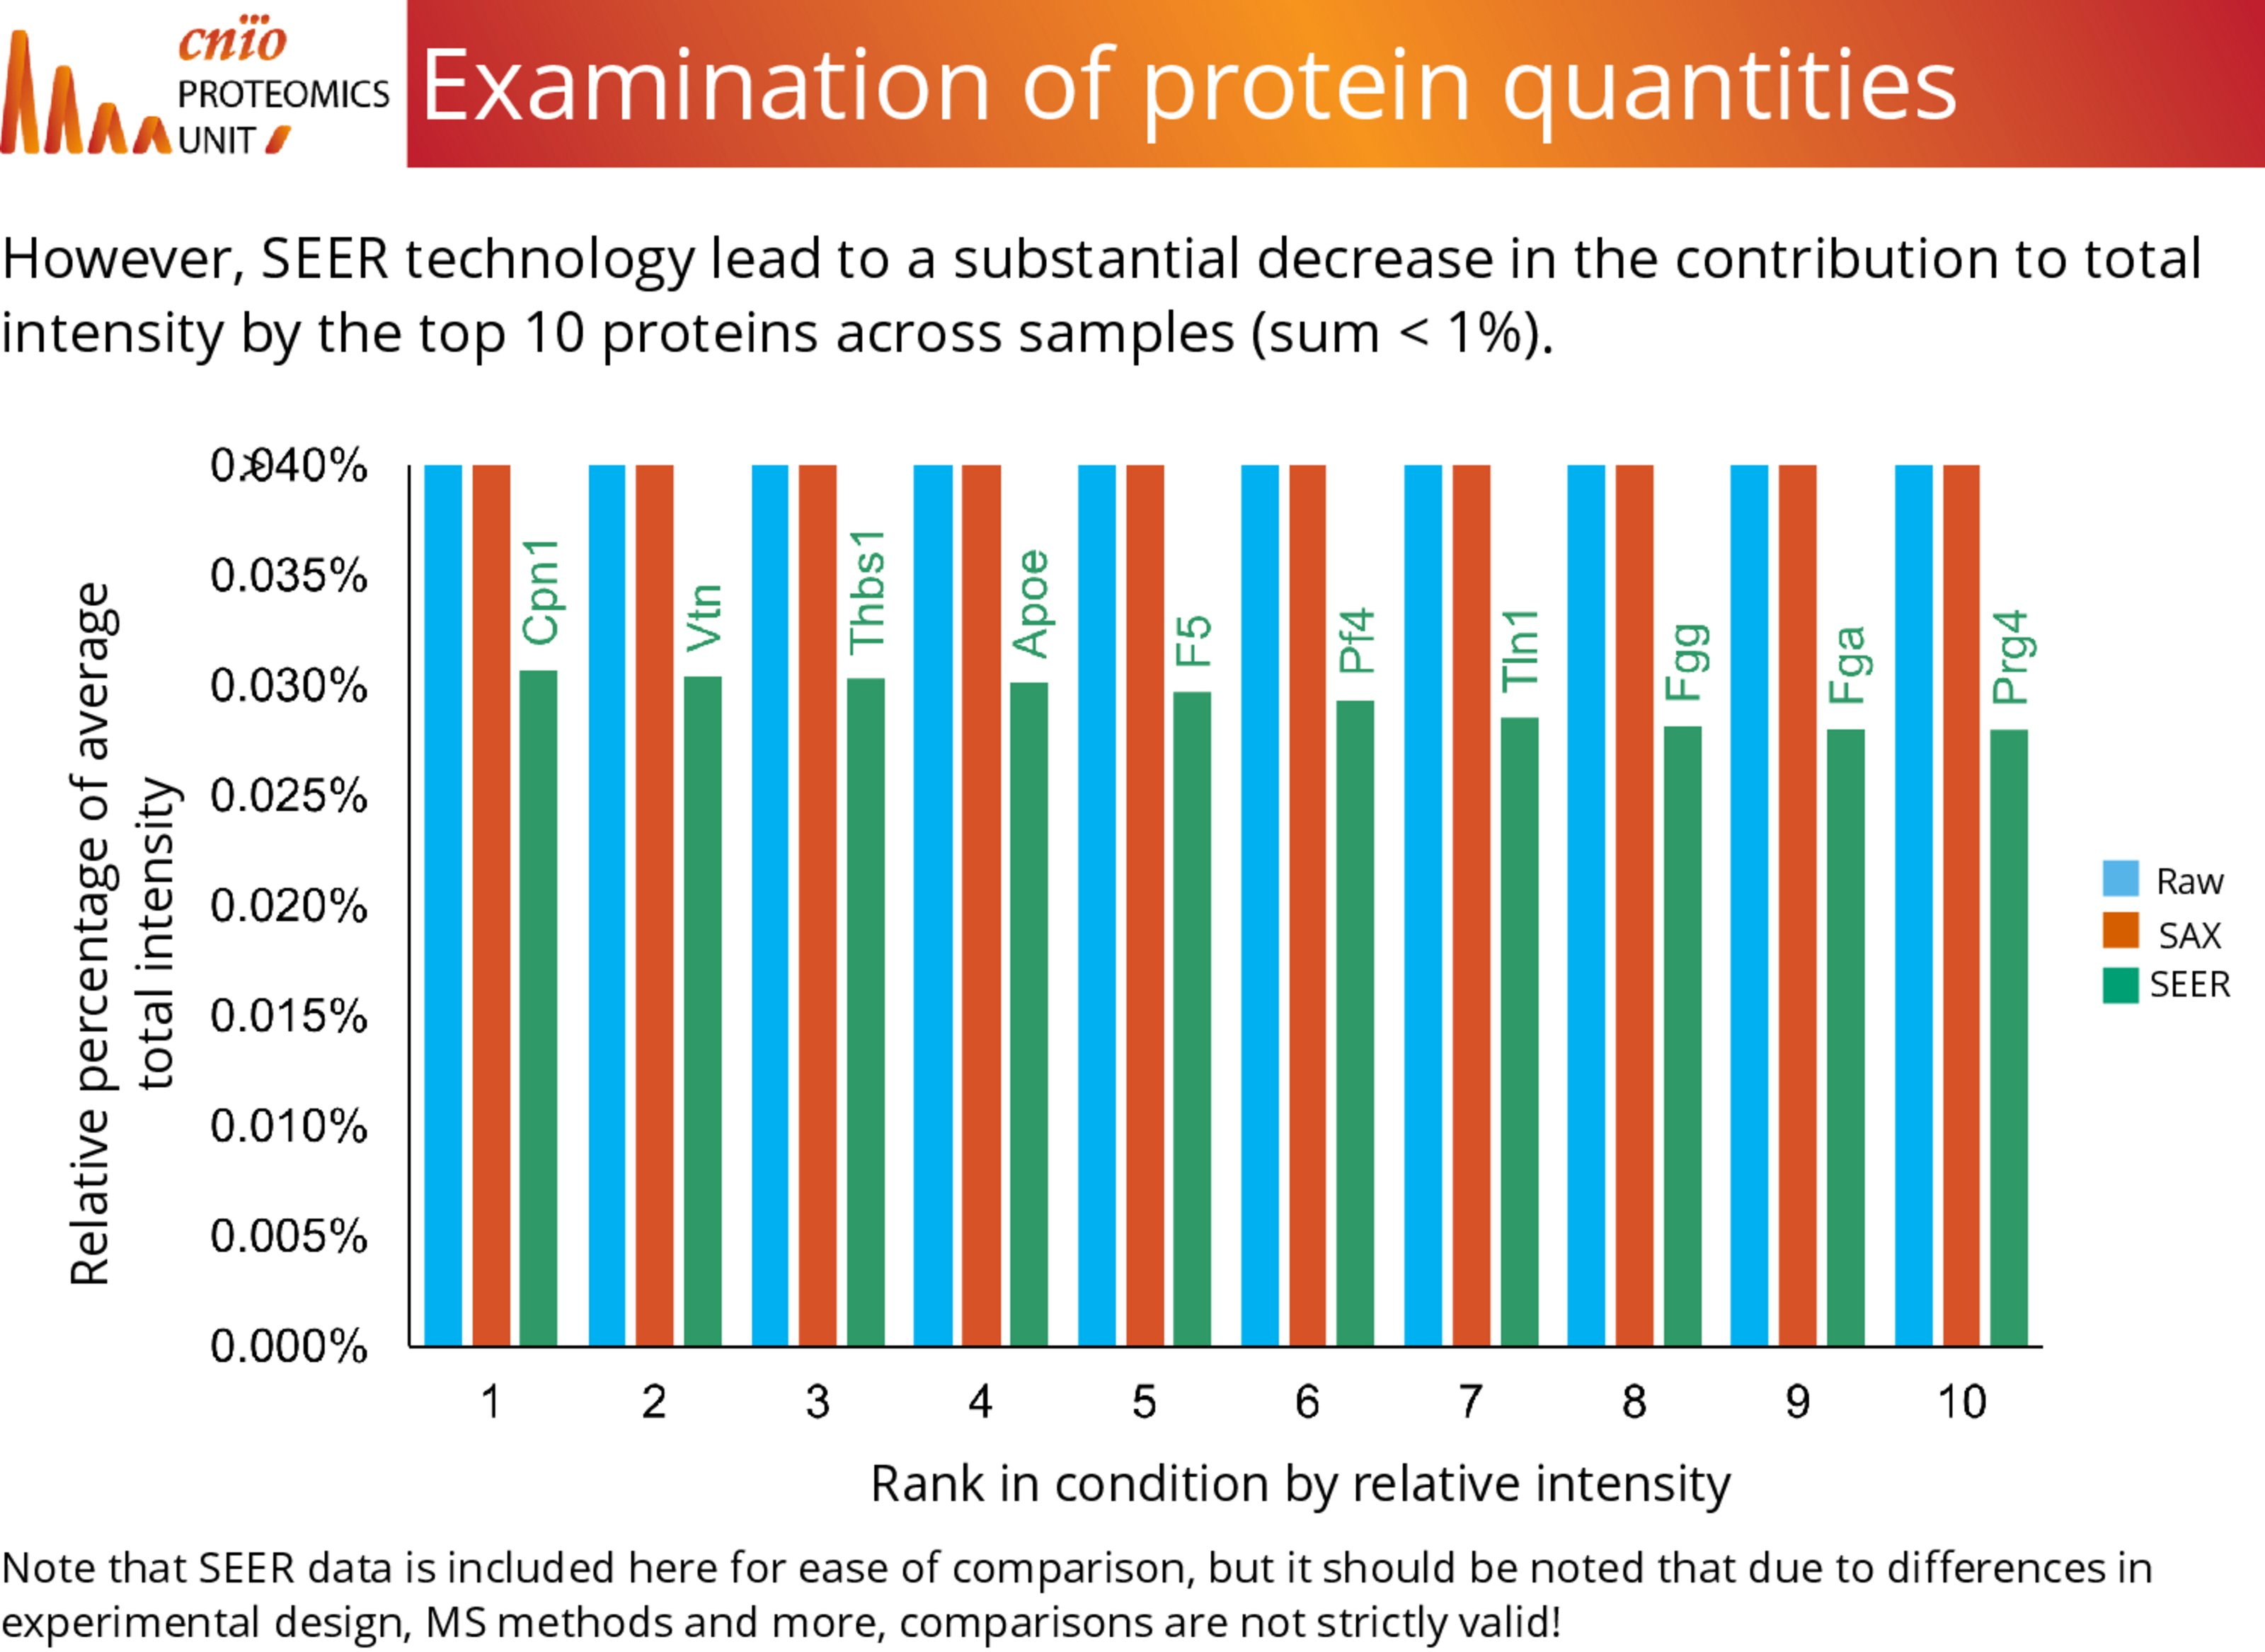 cnio
PROTEOMICS
UNIT
Examination of protein quantities
However, SEER technology lead to a substantial decrease in the contribution to total
intensity by the top 10 proteins across samples (sum < 1%).
Relative percentage of average
total intensity
0.040%
>
0.035%
0.030%
0.025%
0.020%
0.015%
0.010%
0.005%
0.000%
Cpn1
Vtn
Thbs1
Apoe
F5
Pf4
Tln1
Fgg
Fga
Prg4
1 2 3 4 5 6 7 8 9 10
Rank in condition by relative intensity
Raw
SAX
SEER
Note that SEER data is included here for ease of comparison, but it should be noted that due to differences in
experimental design, MS methods and more, comparisons are not strictly valid!